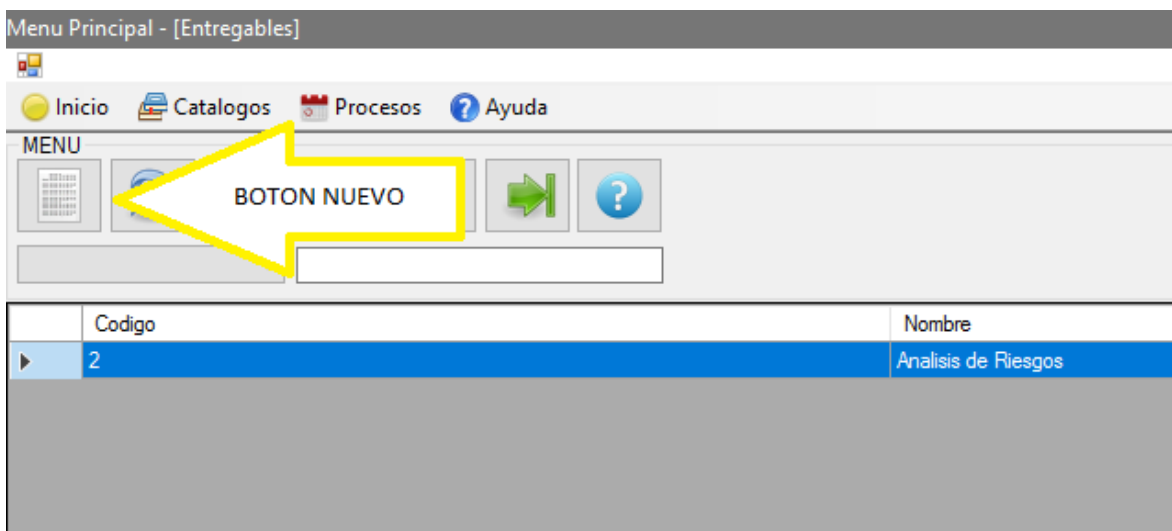 Menu Principal - [Entregables]
Inicio Catalogos Procesos Ayuda
MENU
BOTON NUEVO
?
Codigo Nombre
2 Analisis de Riesgos